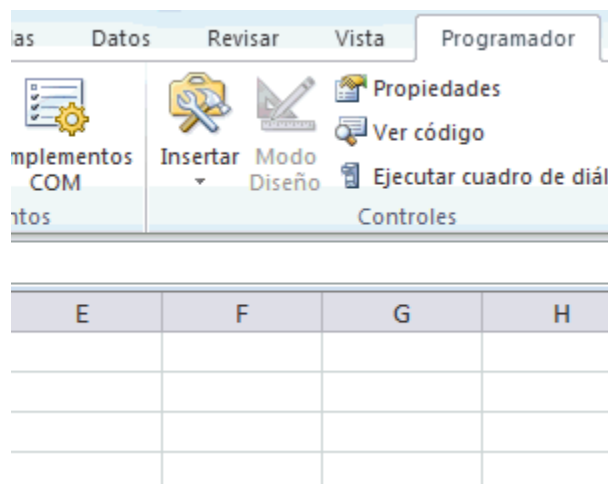 las Datos Revisar Vista Programador
mplementos COM
Insertar
Modo Diseño
Propiedades
Ver código
Ejecutar cuadro de diál
ntos Controles
E F G H